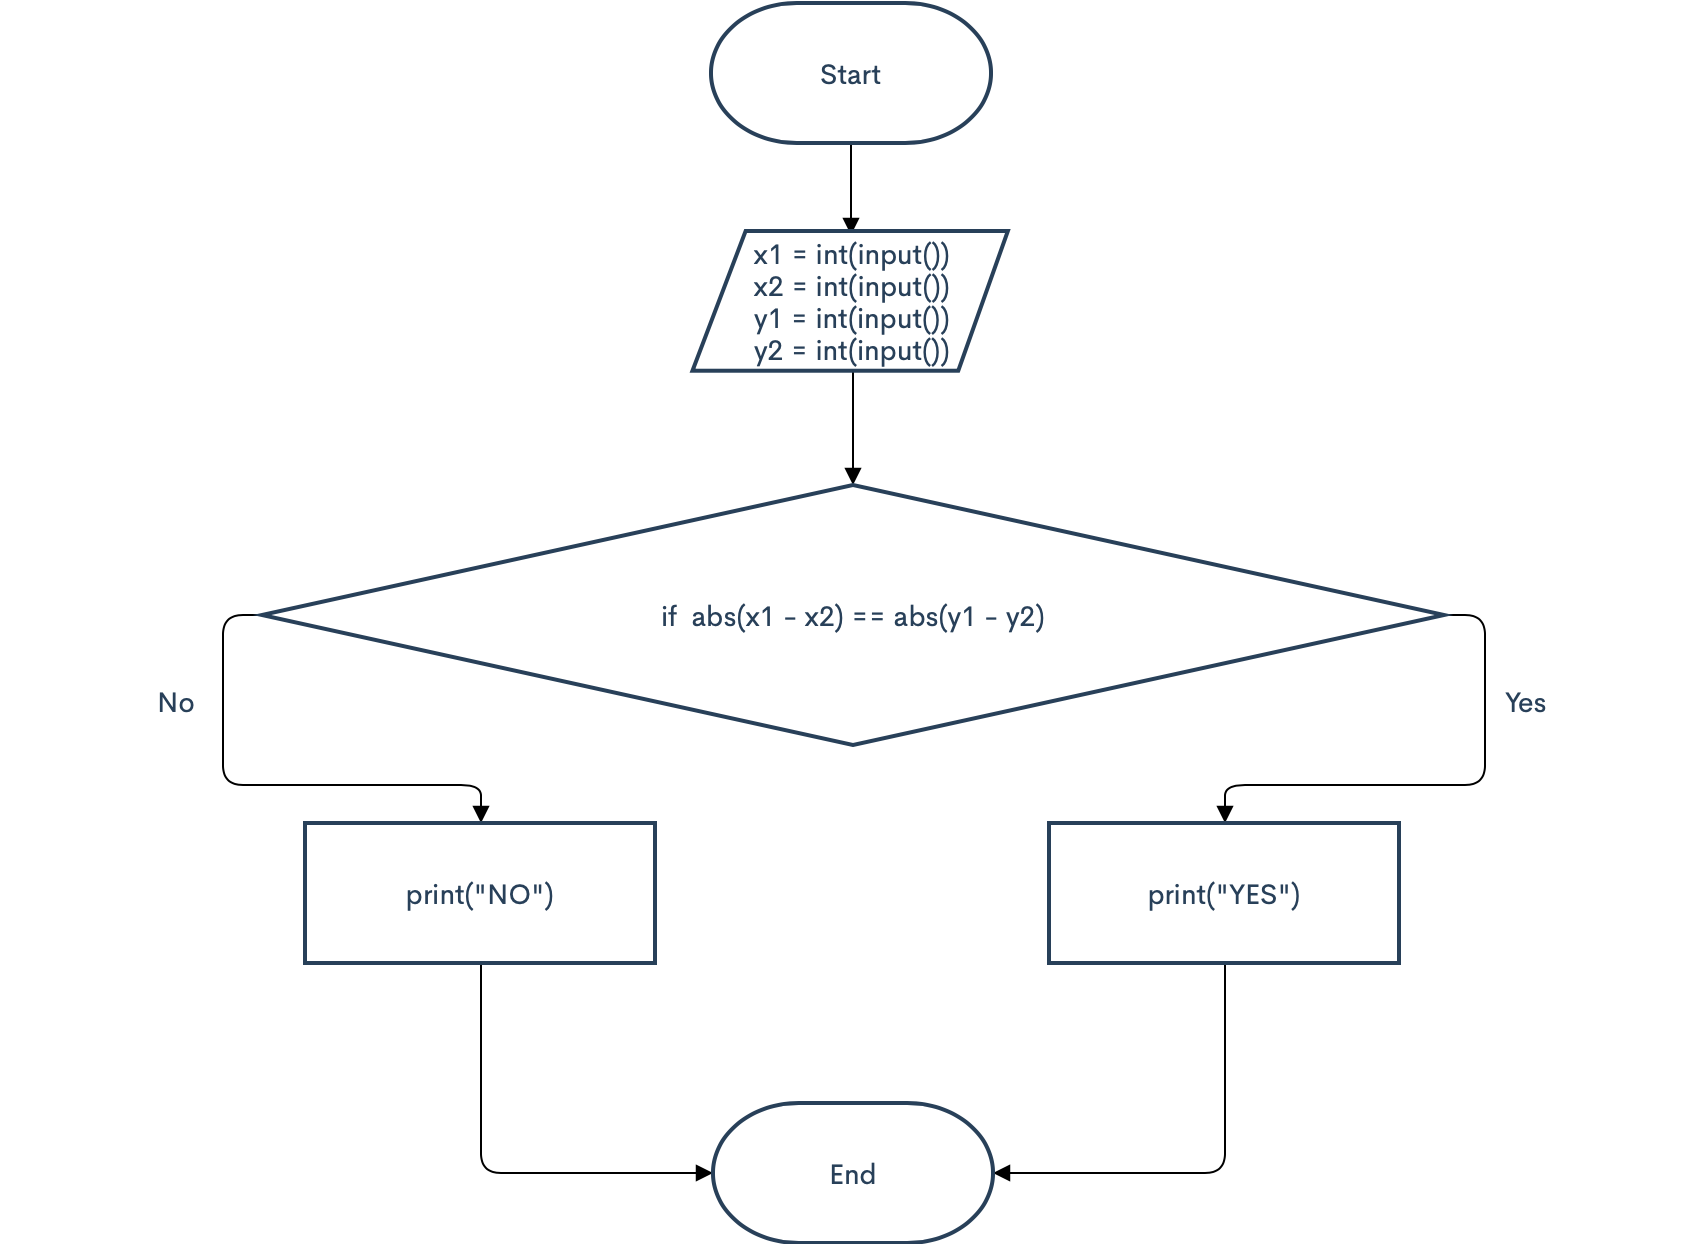 Start
x1 = int(input())
x2 = int(input())
y1 = int(input())
y2 = int(input())
if abs(x1 - x2) == abs(y1 - y2)
No
Yes
print("NO")
print("YES")
End